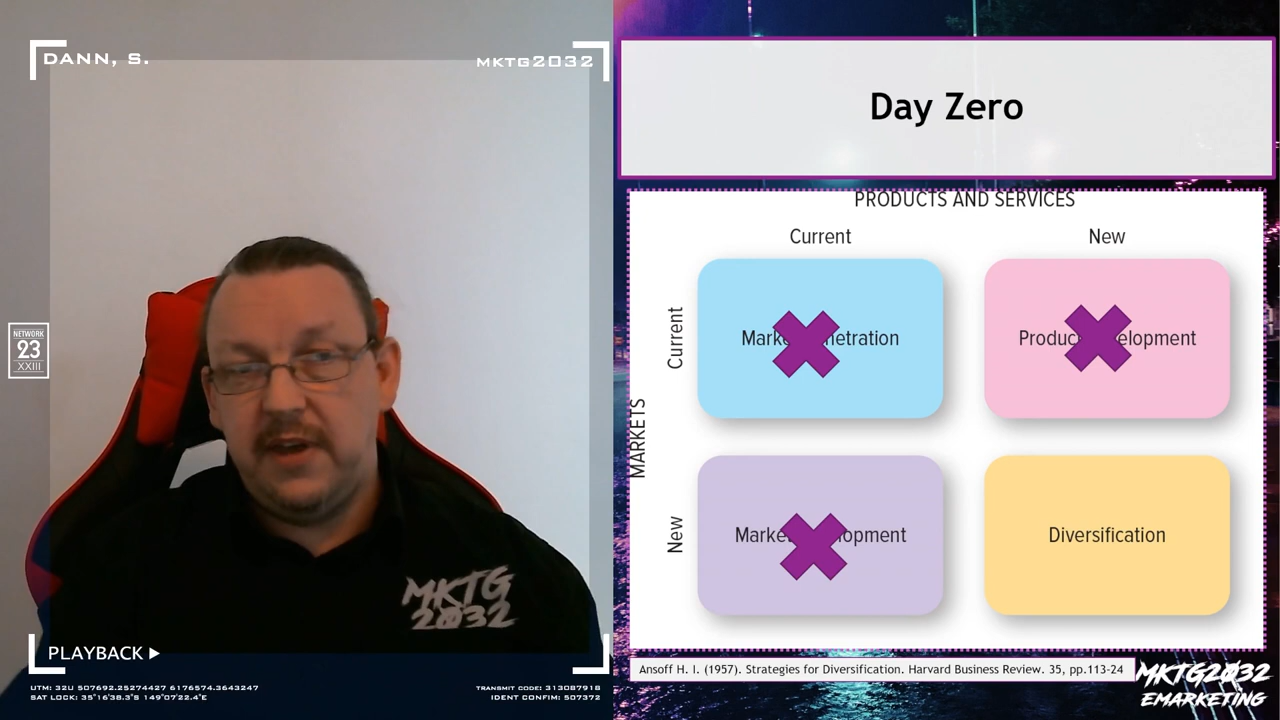 DANN, S.
MKTG2032
NETWORK
23
XXIII
MKTG
2032
PLAYBACK
UTM: 32U 507692.25274427 6176574.3643247
SAT LOCK: 35°16'38.3"S 149°07'22.4"E
TRANSMIT CODE: 313087918
IDENT CONFIM: 507372
Day Zero
PRODUCTS AND SERVICES
Current
New
MARKETS
Current
New
Product
Diversification
Ansoff H. I. (1957). Strategies for Diversification. Harvard Business Review. 35, pp.113-24
MKTG2032
EMARKETING